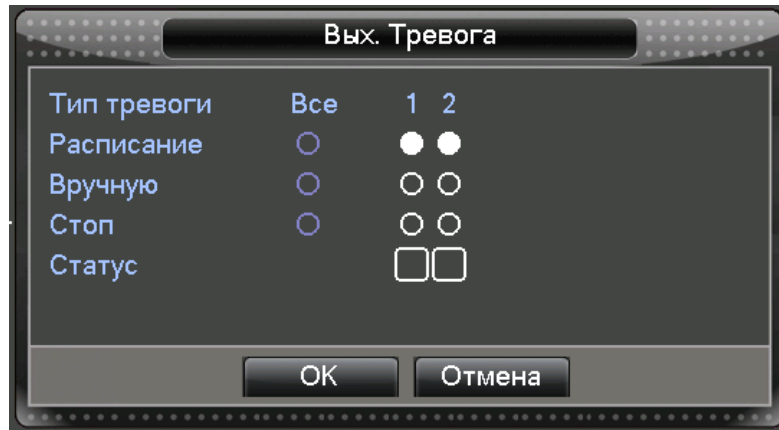 Вых. Тревога
Тип тревоги Все 1 2
Расписание
Вручную
Стоп
Статус
OK Отмена